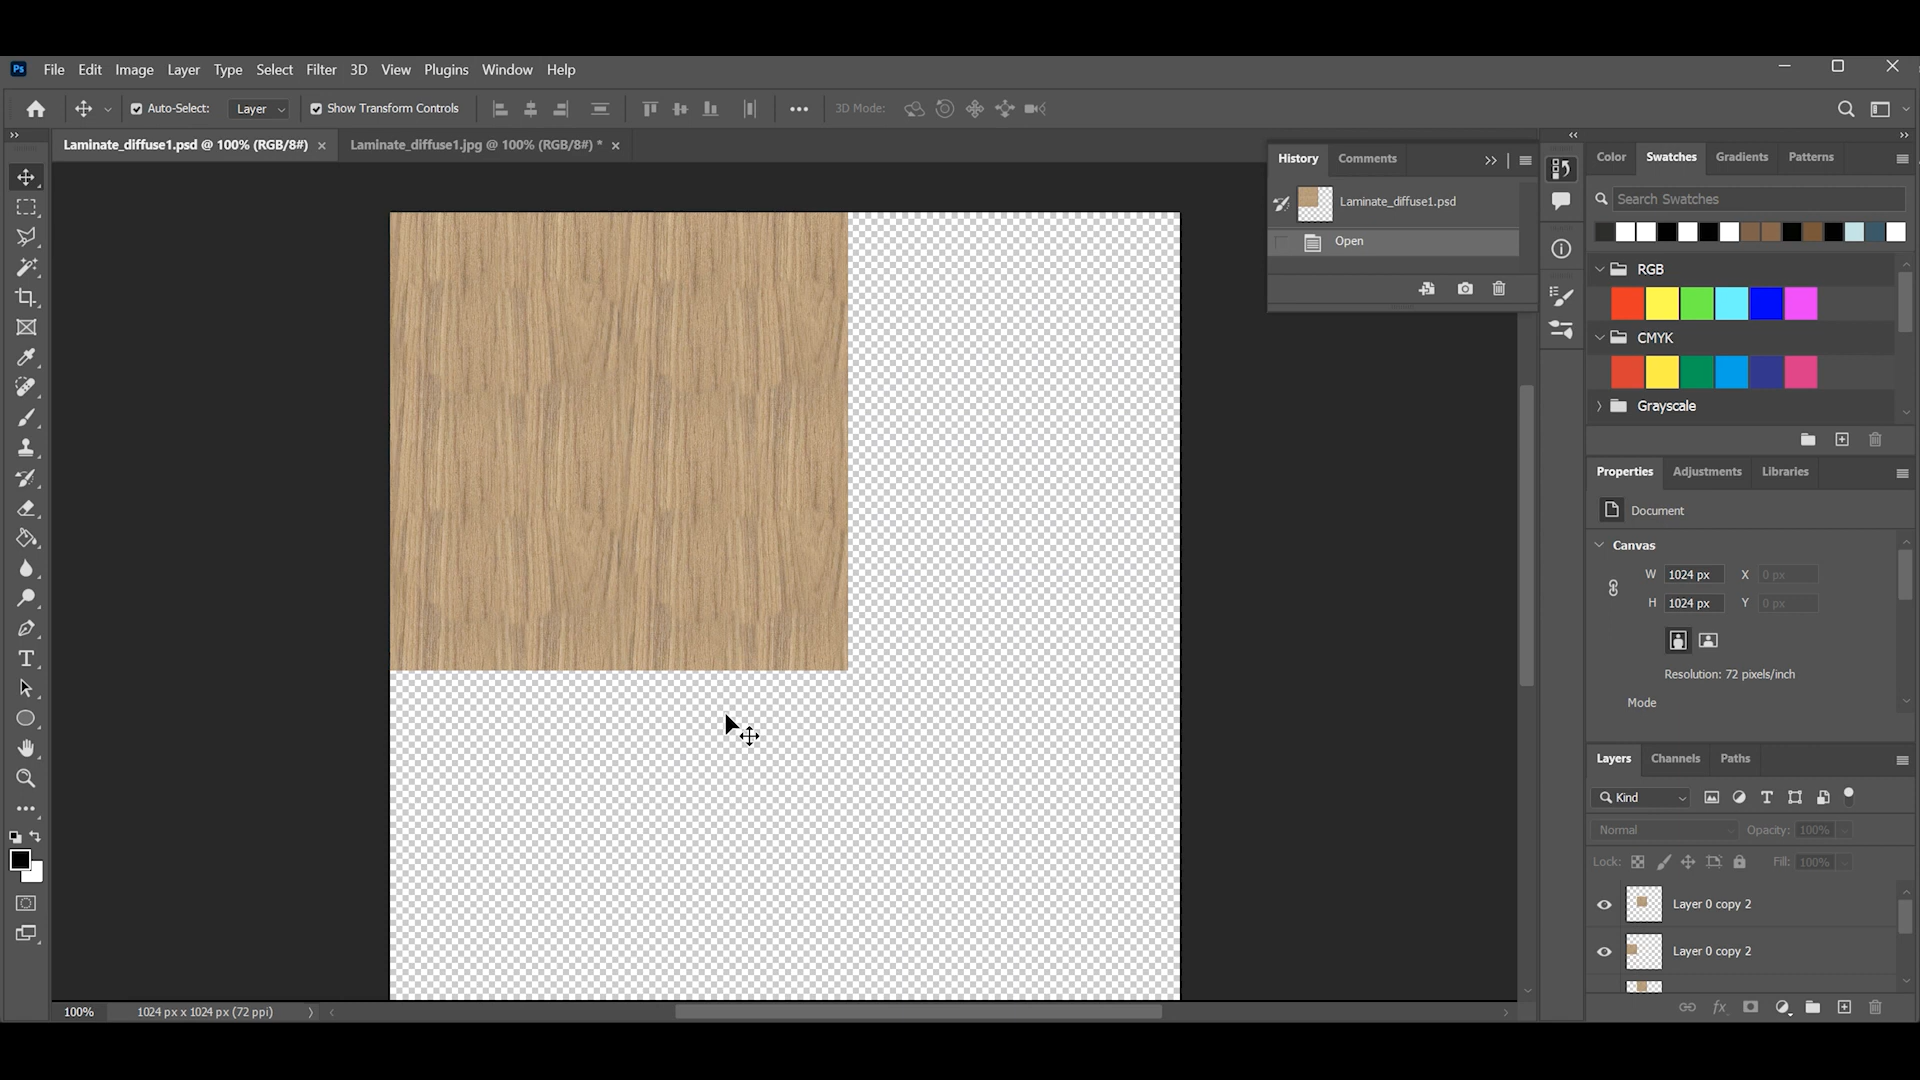 Ps File Edit Image Layer Type Select Filter 3D View Plugins Window Help
Auto-Select: Layer Show Transform Controls 3D Mode:
Laminate_diffuse1.psd @ 100% (RGB/8#) × Laminate_diffuse1.jpg @ 100% (RGB/8#) * ×
History Comments
Laminate_diffuse1.psd
Open
Color Swatches Gradients Patterns
Search Swatches
RGB
CMYK
Grayscale
Properties Adjustments Libraries
Document
Canvas
W 1024 px X 0 px
H 1024 px Y 0 px
Resolution: 72 pixels/inch
Mode
Layers Channels Paths
Kind
Normal Opacity: 100%
Lock: Fill: 100%
Layer 0 copy 2
Layer 0 copy 2
fx
100% 1024 px x 1024 px (72 ppi)